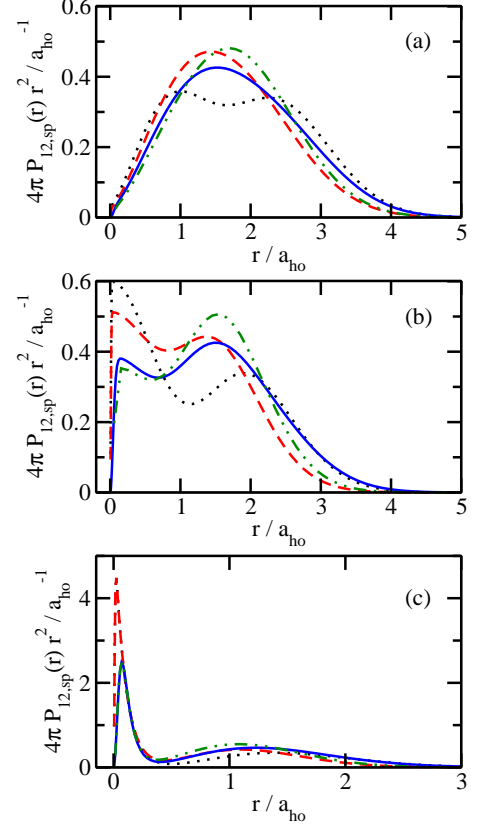 (a)
4π P12,sp(r) r² / aho⁻¹
0.6
0.4
0.2
0
0 1 2 3 4 5
r / aho
(b)
4π P12,sp(r) r² / aho⁻¹
0.6
0.4
0.2
0
0 1 2 3 4 5
r / aho
(c)
4π P12,sp(r) r² / aho⁻¹
4
2
0
0 1 2 3
r / aho